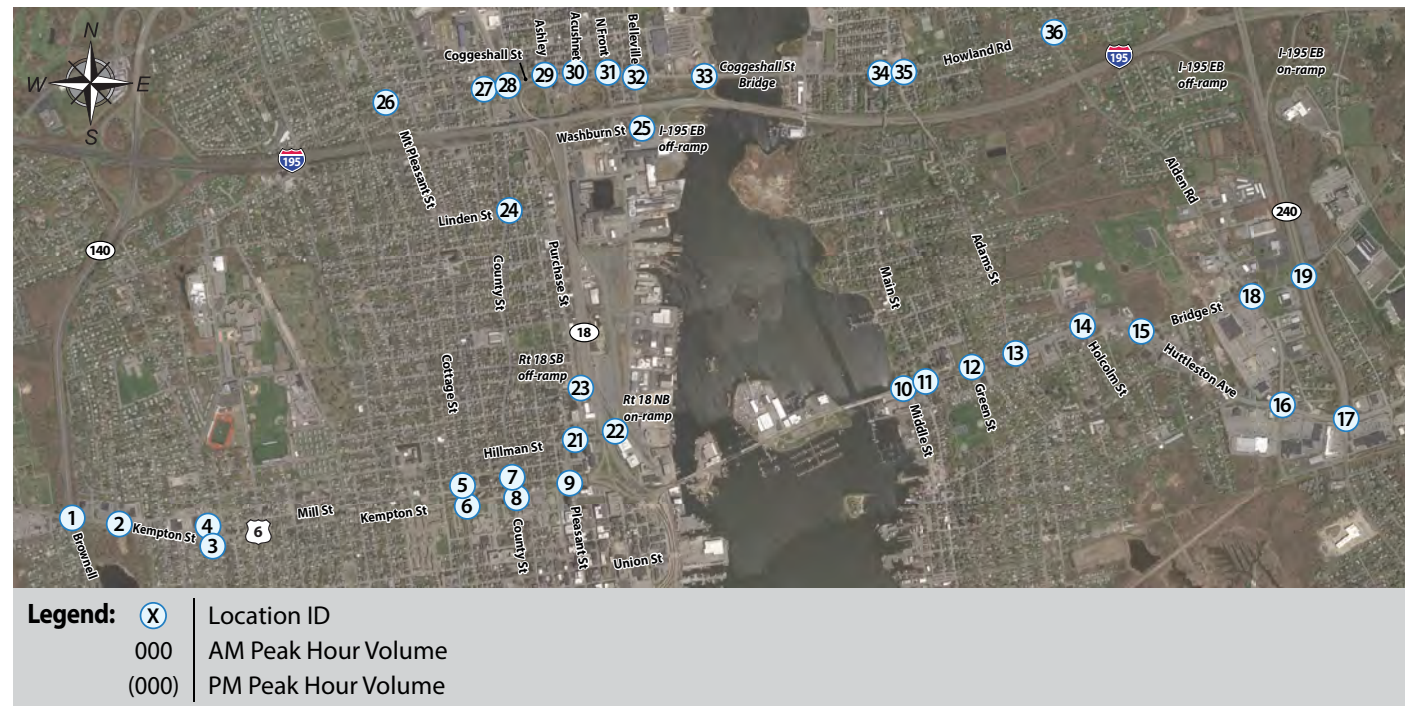 N
W E
S
Coggeshall St
Ashley
Acushnet
N Front
Belleville
26
27
28
29
30
31
32
33
Coggeshall St
Bridge
34
35
Howland Rd
36
195
I-195 EB
off-ramp
I-195 EB
on-ramp
Washburn St
25
I-195 EB
off-ramp
195
Mt Pleasant St
Linden St
24
Alden Rd
240
140
County St
Purchase St
Main St
Adams St
19
18
Bridge St
14
15
18
Rt 18 SB
off-ramp
Cottage St
23
Rt 18 NB
on-ramp
22
21
10
11
12
13
Holcomb St
Huttleston Ave
Green St
Middle St
16
17
Hillman St
5
6
7
8
9
1
2
Kempton St
4
3
6
Mill St
Kempton St
Brownell
County St
Pleasant St
Union St
Legend:
X Location ID
000 AM Peak Hour Volume
(000) PM Peak Hour Volume